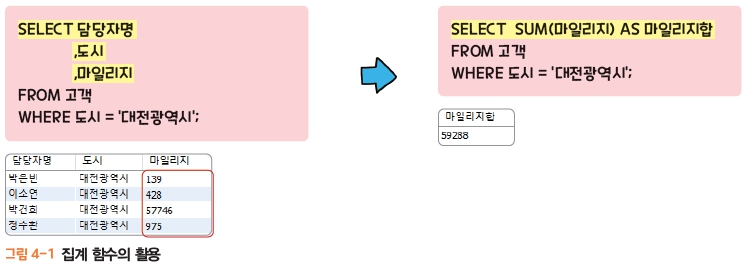 SELECT 담당자명
,도시
,마일리지
FROM 고객
WHERE 도시 = '대전광역시';
담당자명 도시 마일리지
박은빈 대전광역시 139
이소연 대전광역시 428
박건희 대전광역시 57746
정수환 대전광역시 975
그림 4-1 집계 함수의 활용
SELECT SUM(마일리지) AS 마일리지합
FROM 고객
WHERE 도시 = '대전광역시';
마일리지합
59288